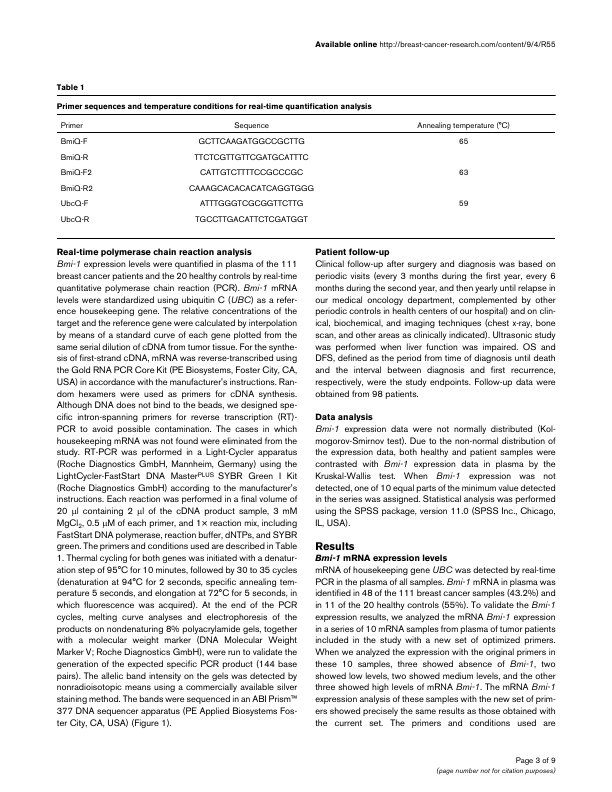 Available online http://breast-cancer-research.com/content/9/4/R55
Table 1
Primer sequences and temperature conditions for real-time quantification analysis
Primer Sequence Annealing temperature (°C)
BmiQ-F GCTTCAAGATGGCCGCTTG 65
BmiQ-R TTCTCGTTGTTCGATGCATTTC
BmiQ-F2 CATTGTCTTTTCCGCCCGC 63
BmiQ-R2 CAAAGCACACACATCAGGTGGG
UbcQ-F ATTTGGGTCGCGGTTCTTG 59
UbcQ-R TGCCTTGACATTCTCGATGGT
Real-time polymerase chain reaction analysis
Bmi-1 expression levels were quantified in plasma of the 111
breast cancer patients and the 20 healthy controls by real-time
quantitative polymerase chain reaction (PCR). Bmi-1 mRNA
levels were standardized using ubiquitin C (UBC) as a refer-
ence housekeeping gene. The relative concentrations of the
target and the reference gene were calculated by interpolation
by means of a standard curve of each gene plotted from the
same serial dilution of cDNA from tumor tissue. For the synthe-
sis of first-strand cDNA, mRNA was reverse-transcribed using
the Gold RNA PCR Core Kit (PE Biosystems, Foster City, CA,
USA) in accordance with the manufacturer's instructions. Ran-
dom hexamers were used as primers for cDNA synthesis.
Although DNA does not bind to the beads, we designed spe-
cific intron-spanning primers for reverse transcription (RT)-
PCR to avoid possible contamination. The cases in which
housekeeping mRNA was not found were eliminated from the
study. RT-PCR was performed in a Light-Cycler apparatus
(Roche Diagnostics GmbH, Mannheim, Germany) using the
LightCycler-FastStart DNA MasterPLUS SYBR Green I Kit
(Roche Diagnostics GmbH) according to the manufacturer's
instructions. Each reaction was performed in a final volume of
20 μl containing 2 μl of the cDNA product sample, 3 mM
MgCl2, 0.5 μM of each primer, and 1× reaction mix, including
FastStart DNA polymerase, reaction buffer, dNTPs, and SYBR
green. The primers and conditions used are described in Table
1. Thermal cycling for both genes was initiated with a denatur-
ation step of 95°C for 10 minutes, followed by 30 to 35 cycles
(denaturation at 94°C for 2 seconds, specific annealing tem-
perature 5 seconds, and elongation at 72°C for 5 seconds, in
which fluorescence was acquired). At the end of the PCR
cycles, melting curve analyses and electrophoresis of the
products on nondenaturing 8% polyacrylamide gels, together
with a molecular weight marker (DNA Molecular Weight
Marker V; Roche Diagnostics GmbH), were run to validate the
generation of the expected specific PCR product (144 base
pairs). The allelic band intensity on the gels was detected by
nonradioisotopic means using a commercially available silver
staining method. The bands were sequenced in an ABI Prism™
377 DNA sequencer apparatus (PE Applied Biosystems Fos-
ter City, CA, USA) (Figure 1).
Patient follow-up
Clinical follow-up after surgery and diagnosis was based on
periodic visits (every 3 months during the first year, every 6
months during the second year, and then yearly until relapse in
our medical oncology department, complemented by other
periodic controls in health centers of our hospital) and on clin-
ical, biochemical, and imaging techniques (chest x-ray, bone
scan, and other areas as clinically indicated). Ultrasonic study
was performed when liver function was impaired. OS and
DFS, defined as the period from time of diagnosis until death
and the interval between diagnosis and first recurrence,
respectively, were the study endpoints. Follow-up data were
obtained from 98 patients.
Data analysis
Bmi-1 expression data were not normally distributed (Kol-
mogorov-Smirnov test). Due to the non-normal distribution of
the expression data, both healthy and patient samples were
contrasted with Bmi-1 expression data in plasma by the
Kruskal-Wallis test. When Bmi-1 expression was not
detected, one of 10 equal parts of the minimum value detected
in the series was assigned. Statistical analysis was performed
using the SPSS package, version 11.0 (SPSS Inc., Chicago,
IL, USA).
Results
Bmi-1 mRNA expression levels
mRNA of housekeeping gene UBC was detected by real-time
PCR in the plasma of all samples. Bmi-1 mRNA in plasma was
identified in 48 of the 111 breast cancer samples (43.2%) and
in 11 of the 20 healthy controls (55%). To validate the Bmi-1
expression results, we analyzed the mRNA Bmi-1 expression
in a series of 10 mRNA samples from plasma of tumor patients
included in the study with a new set of optimized primers.
When we analyzed the expression with the original primers in
these 10 samples, three showed absence of Bmi-1, two
showed low levels, two showed medium levels, and the other
three showed high levels of mRNA Bmi-1. The mRNA Bmi-1
expression analysis of these samples with the new set of prim-
ers showed precisely the same results as those obtained with
the current set. The primers and conditions used are
Page 3 of 9
(page number not for citation purposes)